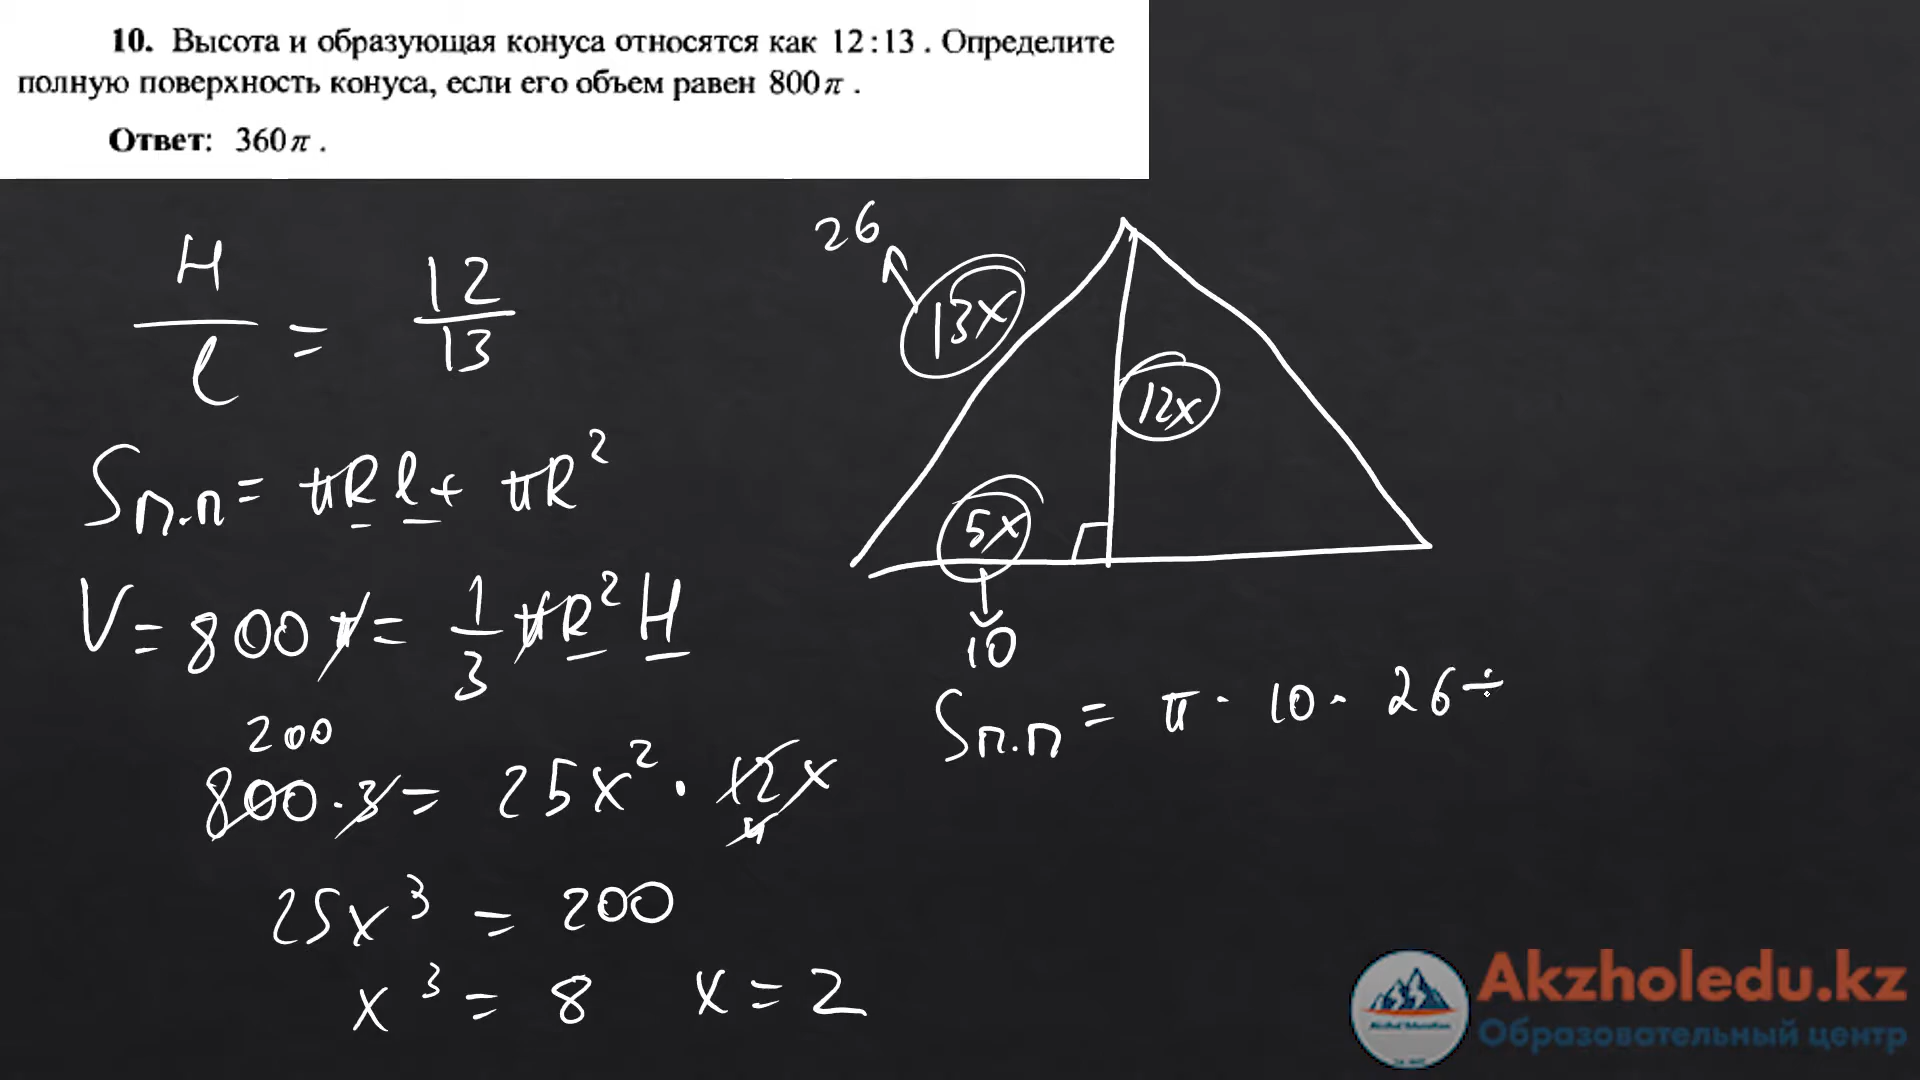 10. Высота и образующая конуса относятся как 12:13 . Определите
полную поверхность конуса, если его объем равен 800π .
Ответ: 360π .
H/l = 12/13
Sп.п = πRl + πR²
V = 800π = 1/3 πR²H
200
800 · 3 = 25x² · 12x
4
25x³ = 200
x³ = 8 x = 2
26
13x
12x
5x
10
Sп.п = π · 10 · 26 ÷
Akzholedu.kz
Образовательный центр